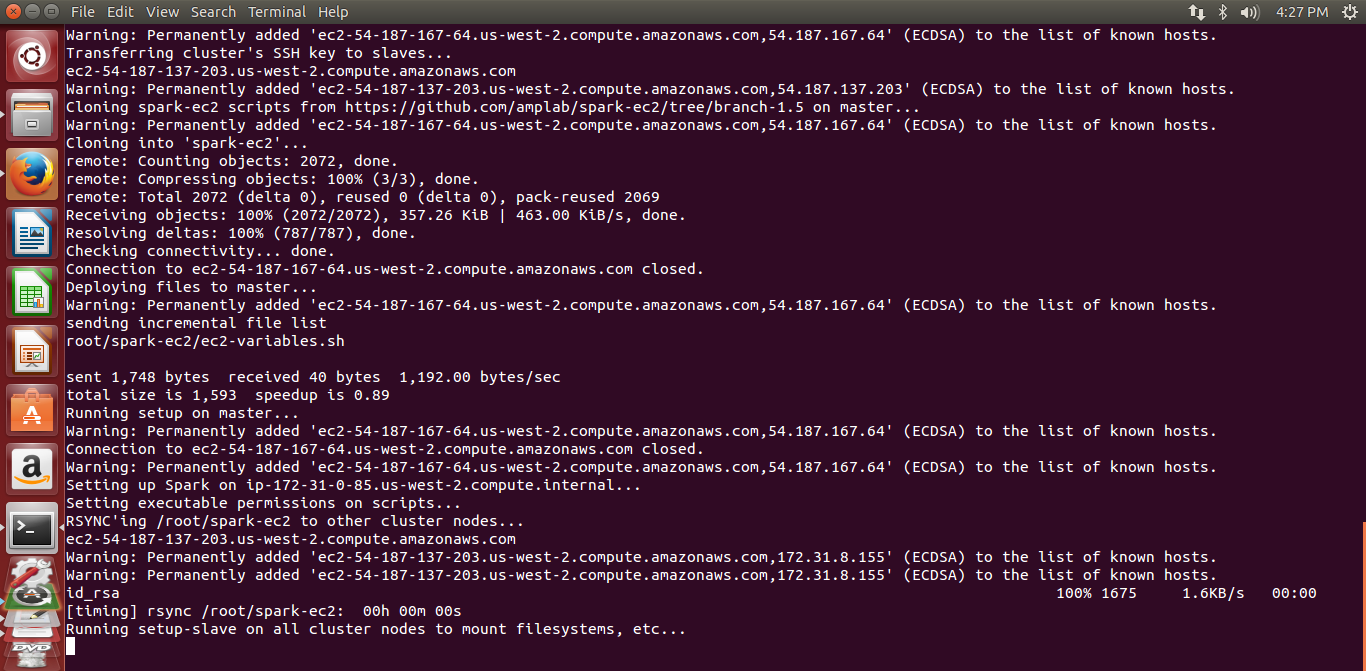 File Edit View Search Terminal Help 4:27 PM
Warning: Permanently added 'ec2-54-187-167-64.us-west-2.compute.amazonaws.com,54.187.167.64' (ECDSA) to the list of known hosts.
Transferring cluster's SSH key to slaves...
ec2-54-187-137-203.us-west-2.compute.amazonaws.com
Warning: Permanently added 'ec2-54-187-137-203.us-west-2.compute.amazonaws.com,54.187.137.203' (ECDSA) to the list of known hosts.
Cloning spark-ec2 scripts from https://github.com/amplab/spark-ec2/tree/branch-1.5 on master...
Warning: Permanently added 'ec2-54-187-167-64.us-west-2.compute.amazonaws.com,54.187.167.64' (ECDSA) to the list of known hosts.
Cloning into 'spark-ec2'...
remote: Counting objects: 2072, done.
remote: Compressing objects: 100% (3/3), done.
remote: Total 2072 (delta 0), reused 0 (delta 0), pack-reused 2069
Receiving objects: 100% (2072/2072), 357.26 KiB | 463.00 KiB/s, done.
Resolving deltas: 100% (787/787), done.
Checking connectivity... done.
Connection to ec2-54-187-167-64.us-west-2.compute.amazonaws.com closed.
Deploying files to master...
Warning: Permanently added 'ec2-54-187-167-64.us-west-2.compute.amazonaws.com,54.187.167.64' (ECDSA) to the list of known hosts.
sending incremental file list
root/spark-ec2/ec2-variables.sh
sent 1,748 bytes  received 40 bytes  1,192.00 bytes/sec
total size is 1,593  speedup is 0.89
Running setup on master...
Warning: Permanently added 'ec2-54-187-167-64.us-west-2.compute.amazonaws.com,54.187.167.64' (ECDSA) to the list of known hosts.
Connection to ec2-54-187-167-64.us-west-2.compute.amazonaws.com closed.
Warning: Permanently added 'ec2-54-187-167-64.us-west-2.compute.amazonaws.com,54.187.167.64' (ECDSA) to the list of known hosts.
Setting up Spark on ip-172-31-0-85.us-west-2.compute.internal...
Setting executable permissions on scripts...
RSYNC'ing /root/spark-ec2 to other cluster nodes...
ec2-54-187-137-203.us-west-2.compute.amazonaws.com
Warning: Permanently added 'ec2-54-187-137-203.us-west-2.compute.amazonaws.com,172.31.8.155' (ECDSA) to the list of known hosts.
Warning: Permanently added 'ec2-54-187-137-203.us-west-2.compute.amazonaws.com,172.31.8.155' (ECDSA) to the list of known hosts.
id_rsa 100% 1675 1.6KB/s 00:00
[timing] rsync /root/spark-ec2:  00h 00m 00s
Running setup-slave on all cluster nodes to mount filesystems, etc...
a
>_
DVD